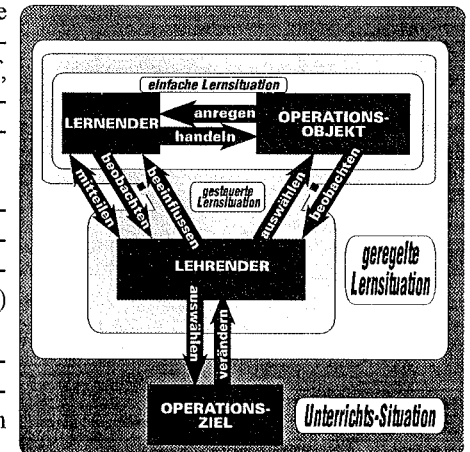 e
,
einfache Lernsituation
LERNENDER
anregen
handeln
OPERATIONS-
OBJEKT
mitteilen
beobachten
beeinflussen
gesteuerte
Lernsituation
auswählen
beobachten
LEHRENDER
geregelte
Lernsituation
)
auswählen
verändern
n
OPERATIONS-
ZIEL
Unterrichts-Situation